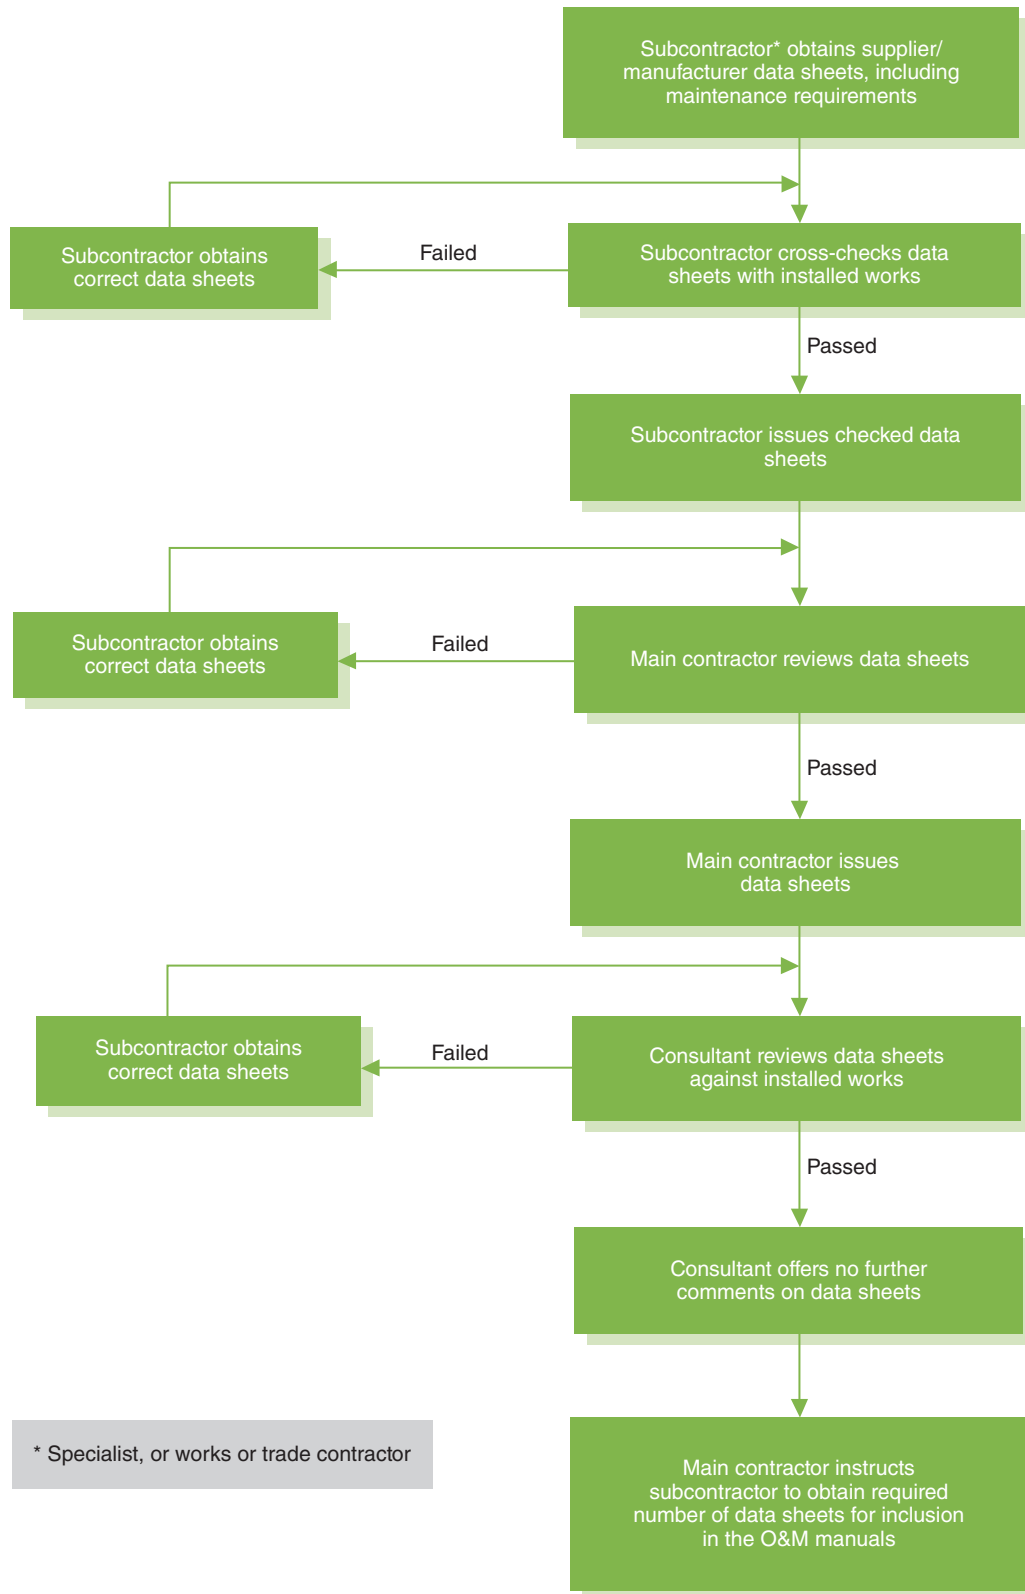 Subcontractor* obtains supplier/
manufacturer data sheets, including
maintenance requirements
Subcontractor obtains
correct data sheets
Failed
Subcontractor cross-checks data
sheets with installed works
Passed
Subcontractor issues checked data
sheets
Subcontractor obtains
correct data sheets
Failed
Main contractor reviews data sheets
Passed
Main contractor issues
data sheets
Subcontractor obtains
correct data sheets
Failed
Consultant reviews data sheets
against installed works
Passed
Consultant offers no further
comments on data sheets
* Specialist, or works or trade contractor
Main contractor instructs
subcontractor to obtain required
number of data sheets for inclusion
in the O&M manuals